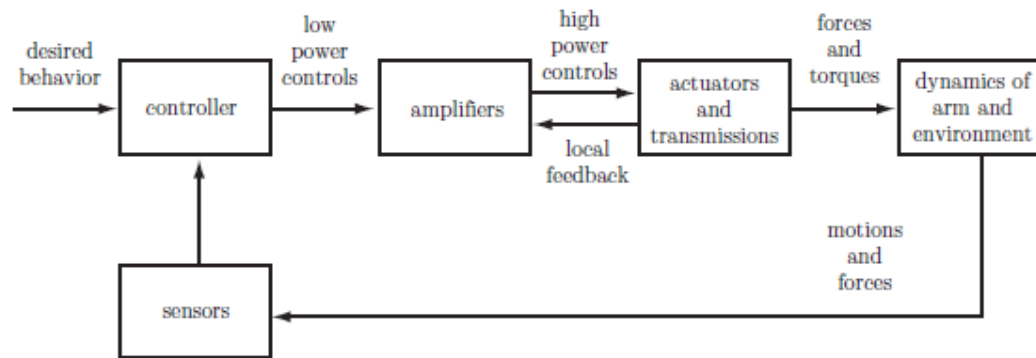 desired
behavior
controller
low
power
controls
amplifiers
high
power
controls
local
feedback
actuators
and
transmissions
forces
and
torques
dynamics of
arm and
environment
motions
and
forces
sensors